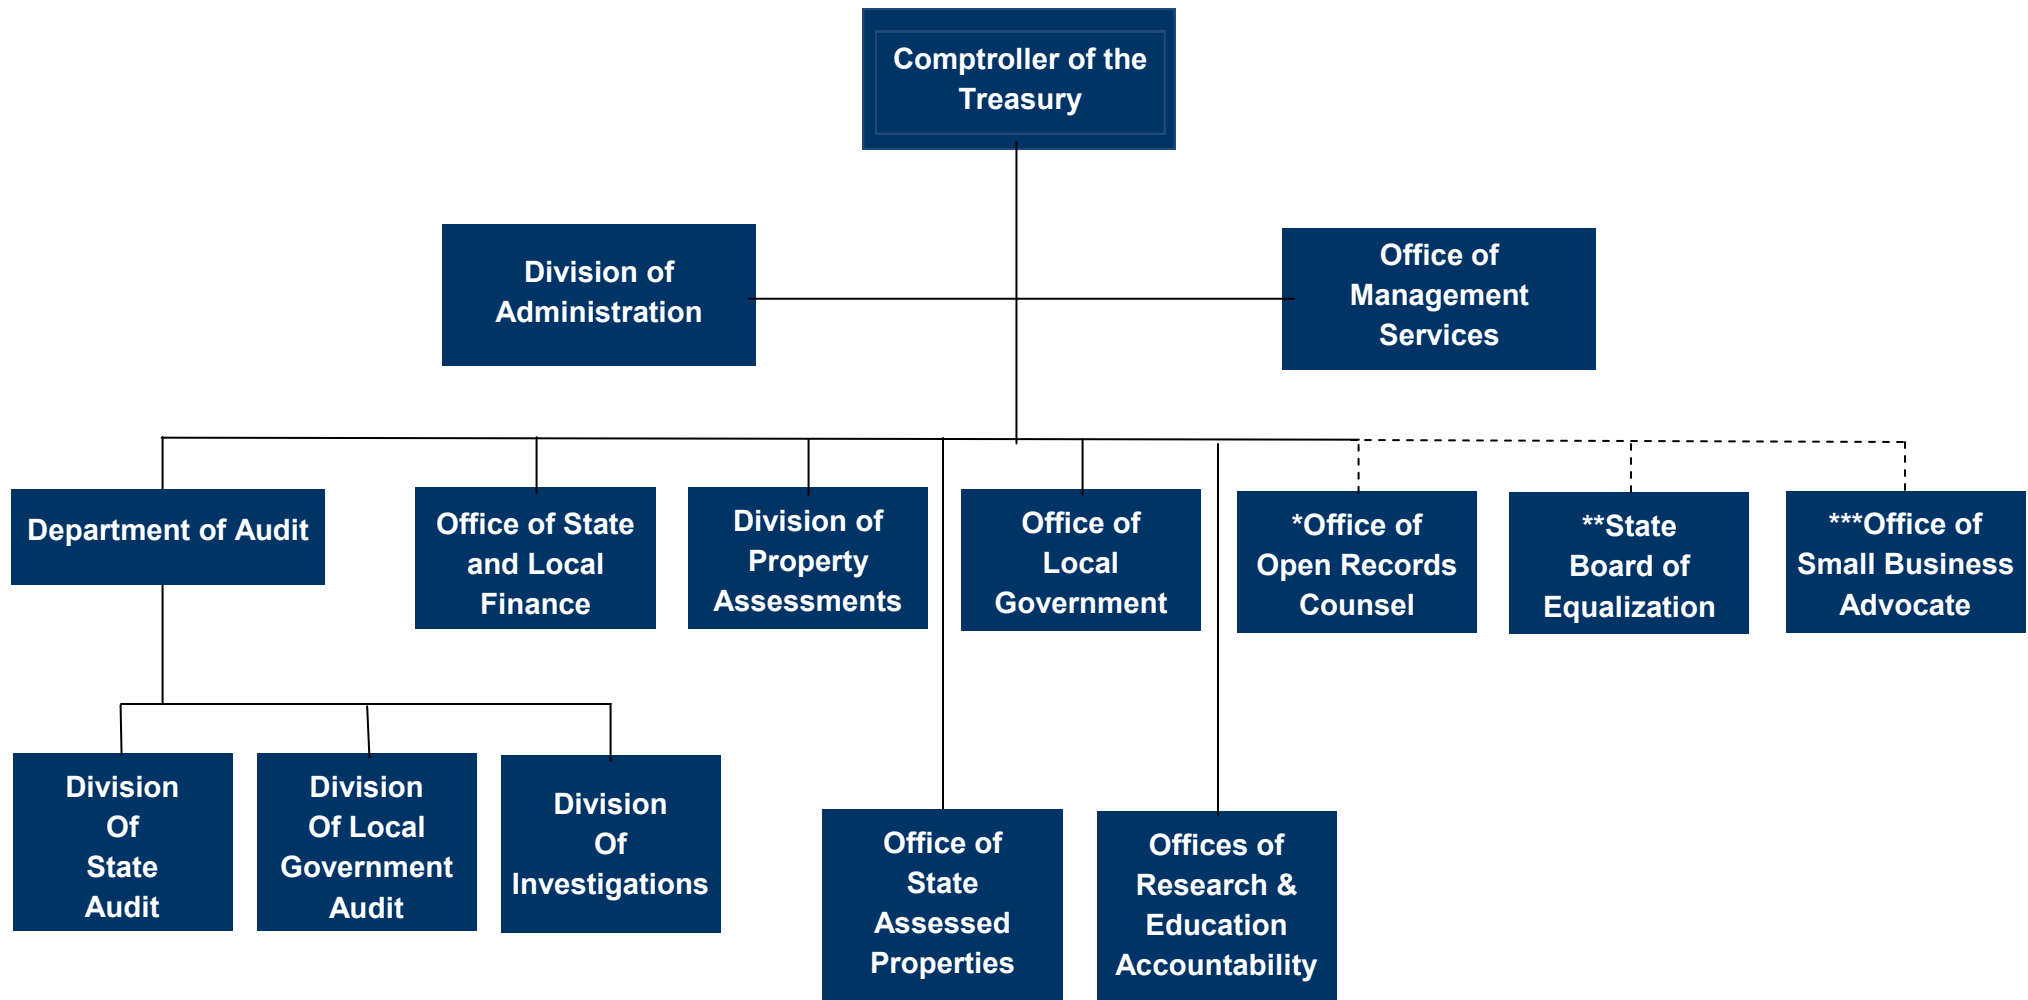 Comptroller of the
Treasury
Division of
Administration
Office of
Management
Services
Department of Audit
Office of State
and Local
Finance
Division of
Property
Assessments
Office of
Local
Government
*Office of
Open Records
Counsel
**State
Board of
Equalization
***Office of
Small Business
Advocate
Division
Of
State
Audit
Division
Of Local
Government
Audit
Division
Of
Investigations
Office of
State
Assessed
Properties
Offices of
Research &
Education
Accountability